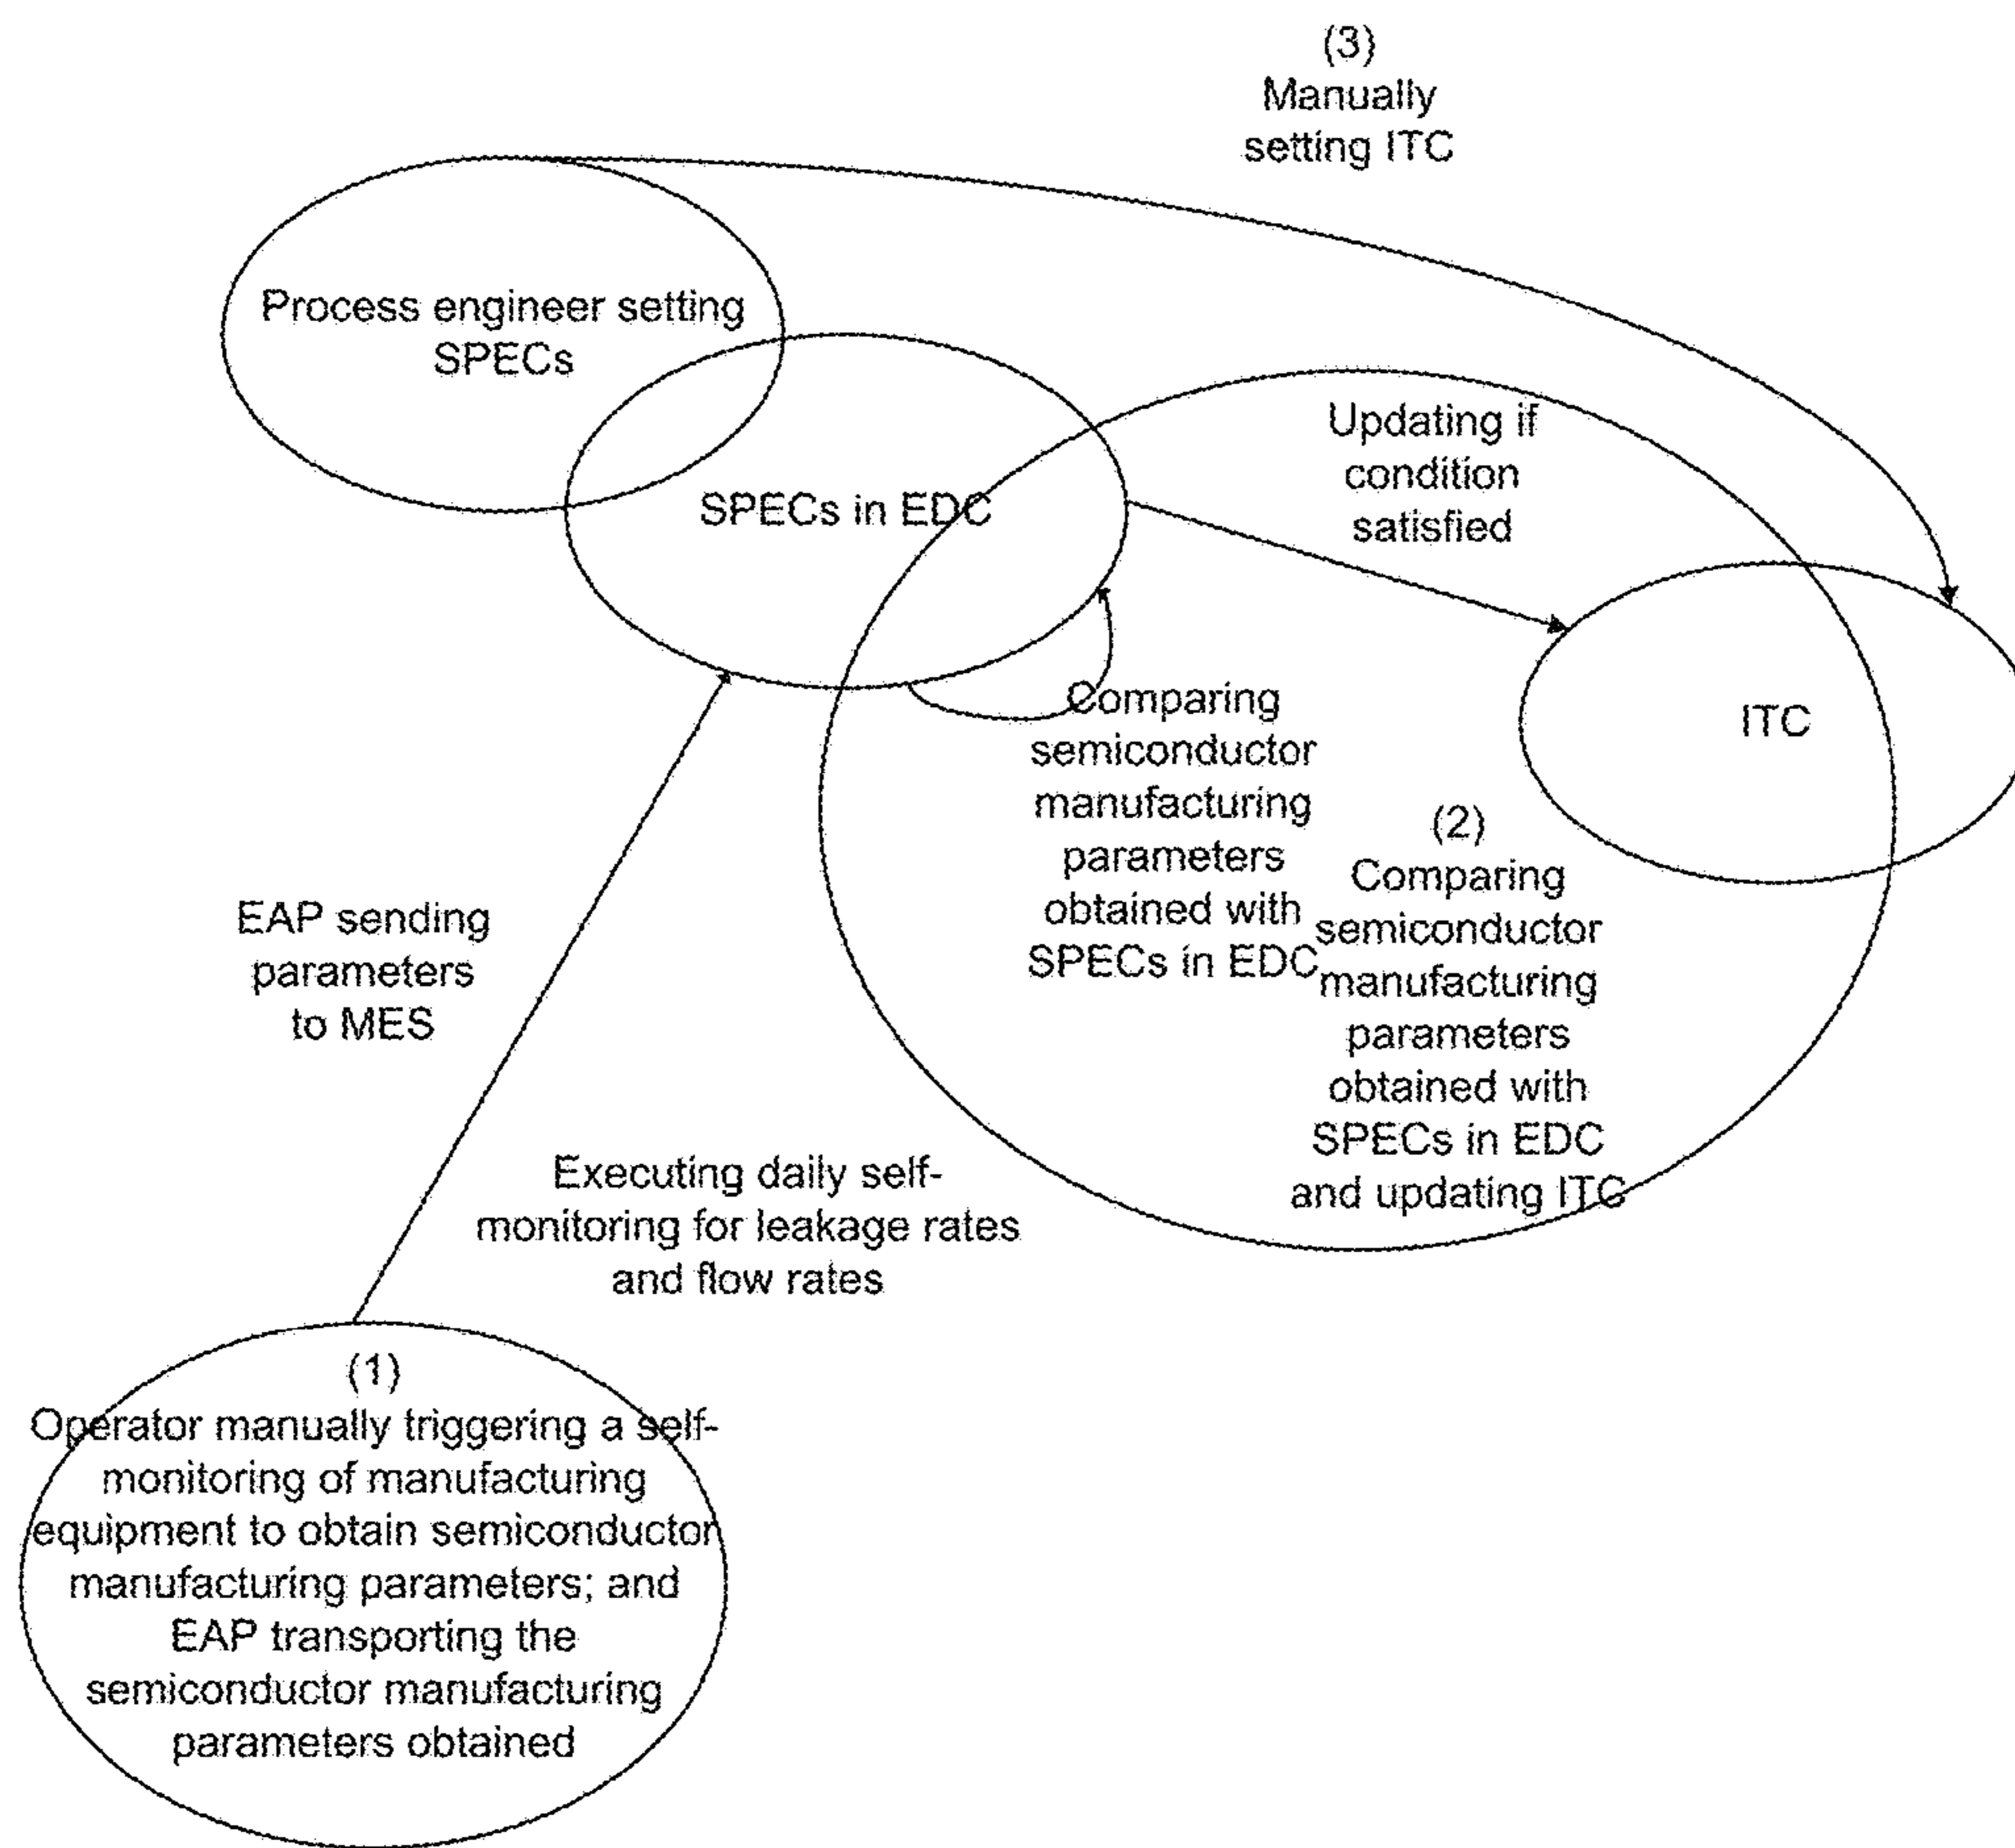 (3)
Manually
setting ITC
Process engineer setting
SPECs
SPECs in EDC
Updating if
condition
satisfied
ITC
Comparing
semiconductor
manufacturing
parameters
obtained with
SPECs in EDC
(2)
Comparing
semiconductor
manufacturing
parameters
obtained with
SPECs in EDC
and updating ITC
EAP sending
parameters
to MES
Executing daily self-
monitoring for leakage rates
and flow rates
(1)
Operator manually triggering a self-
monitoring of manufacturing
equipment to obtain semiconductor
manufacturing parameters; and
EAP transporting the
semiconductor manufacturing
parameters obtained